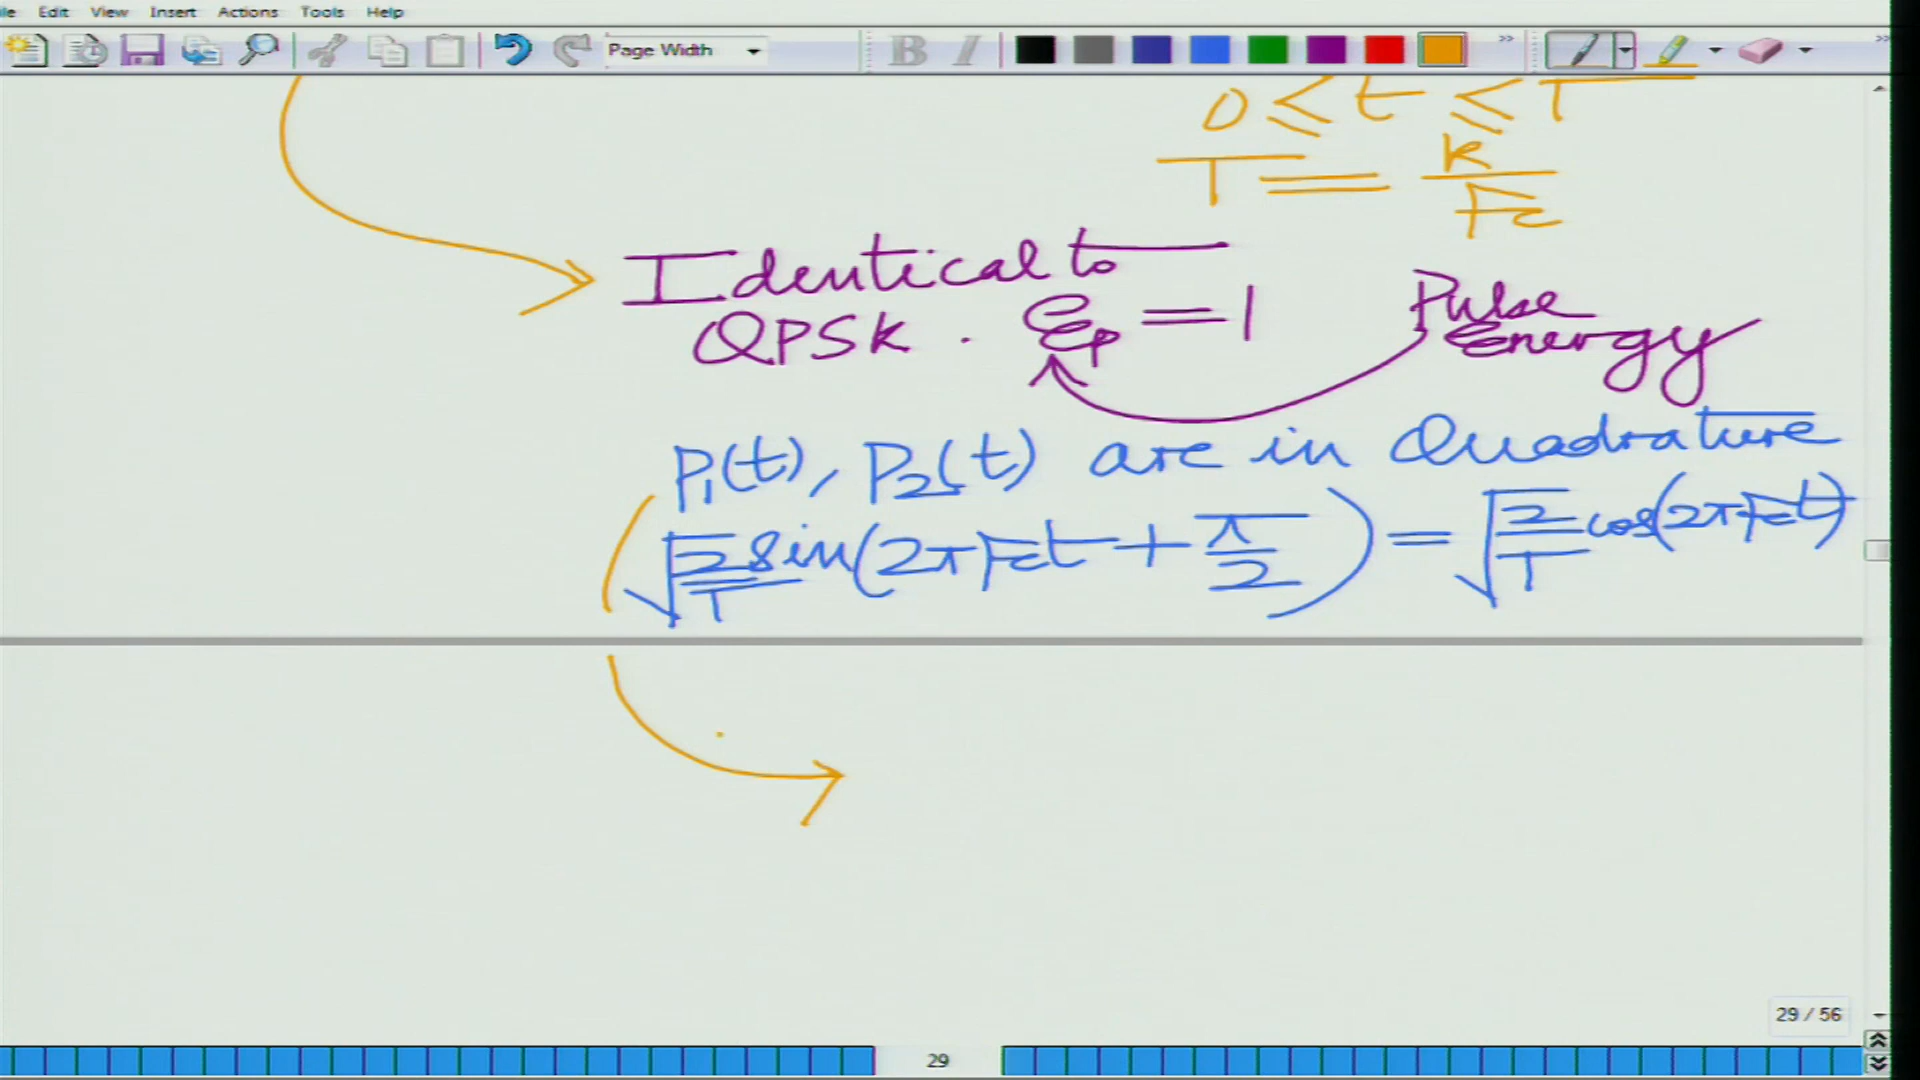 le Edit View Insert Actions Tools Help
Page Width B I
0 ≤ t ≤ T
T = k/Fc
Identical to
QPSK . Ep = 1
Pulse
Energy
P1(t), P2(t) are in Quadrature
√(2/T) sin(2πFct + π/2) = √(2/T) cos(2πFct)
29 / 56
29